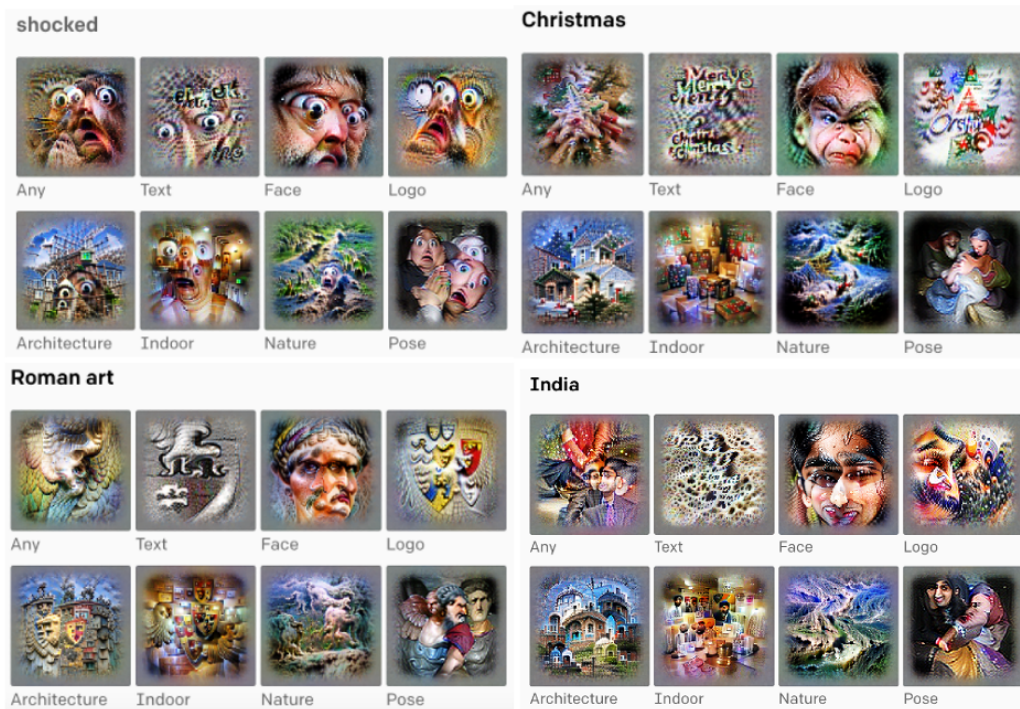 shocked
Any Text Face Logo
Architecture Indoor Nature Pose
Christmas
Merrys
Merry
Any Text Face Logo
Architecture Indoor Nature Pose
Roman art
Any Text Face Logo
Architecture Indoor Nature Pose
India
Any Text Face Logo
Architecture Indoor Nature Pose